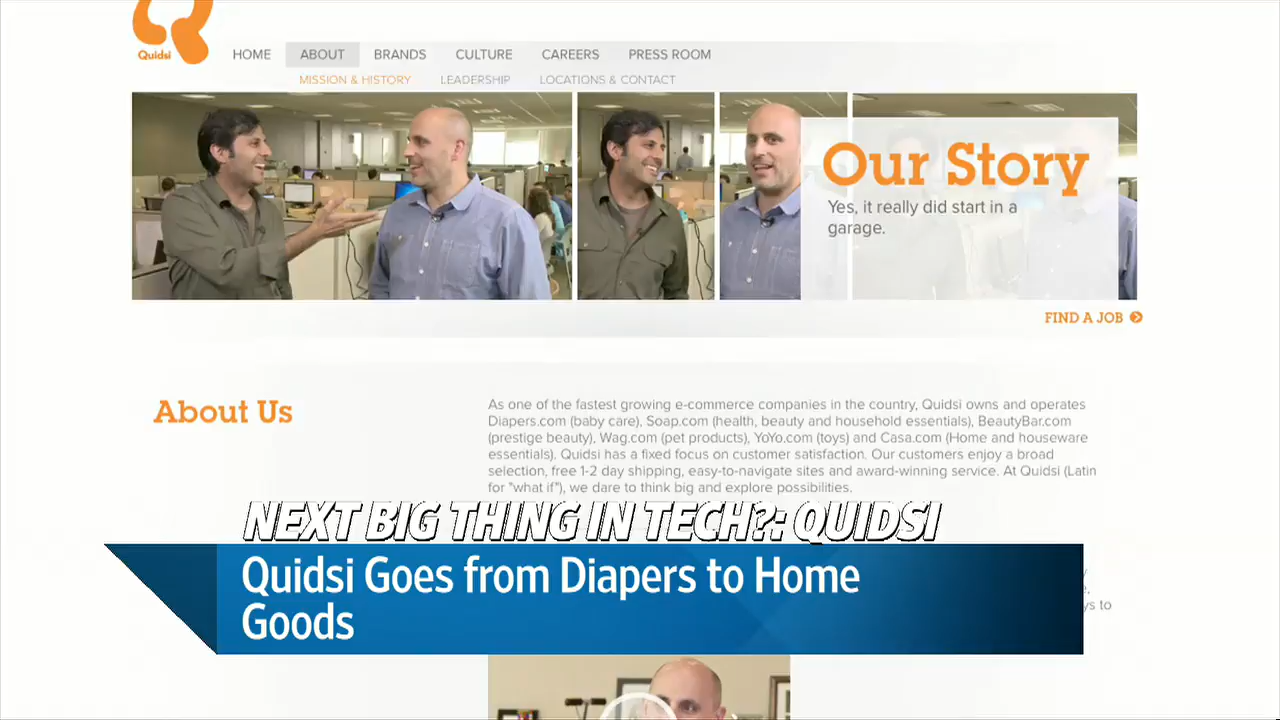 Quidsi
HOME ABOUT BRANDS CULTURE CAREERS PRESS ROOM
MISSION & HISTORY LEADERSHIP LOCATIONS & CONTACT
Our Story
Yes, it really did start in a
garage.
FIND A JOB
About Us
As one of the fastest growing e-commerce companies in the country, Quidsi owns and operates
Diapers.com (baby care), Soap.com (health, beauty and household essentials), BeautyBar.com
(prestige beauty), Wag.com (pet products), YoYo.com (toys) and Casa.com (Home and houseware
essentials). Quidsi has a fixed focus on customer satisfaction. Our customers enjoy a broad
selection, free 1-2 day shipping, easy-to-navigate sites and award-winning service. At Quidsi (Latin
for "what if"), we dare to think big and explore possibilities.
NEXT BIG THING IN TECH?: QUIDSI
Quidsi Goes from Diapers to Home
Goods
to